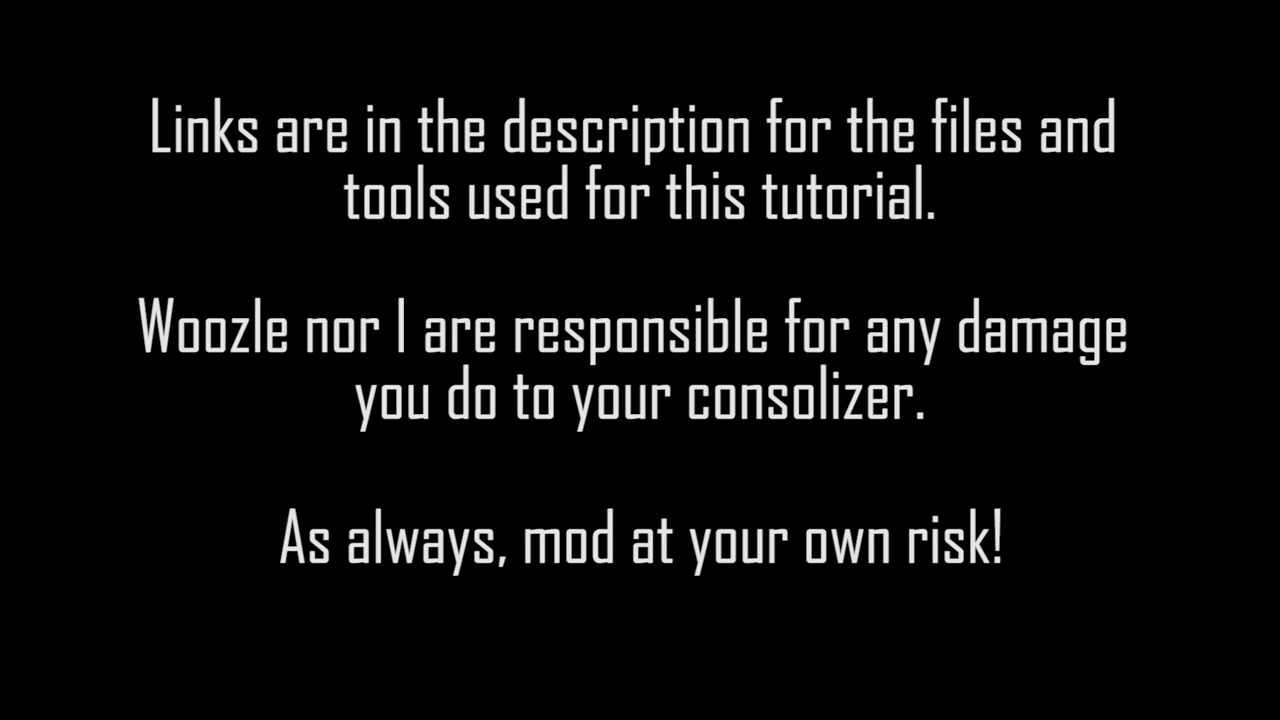 Links are in the description for the files and
tools used for this tutorial.
Woozle nor I are responsible for any damage
you do to your consolizer.
As always, mod at your own risk!